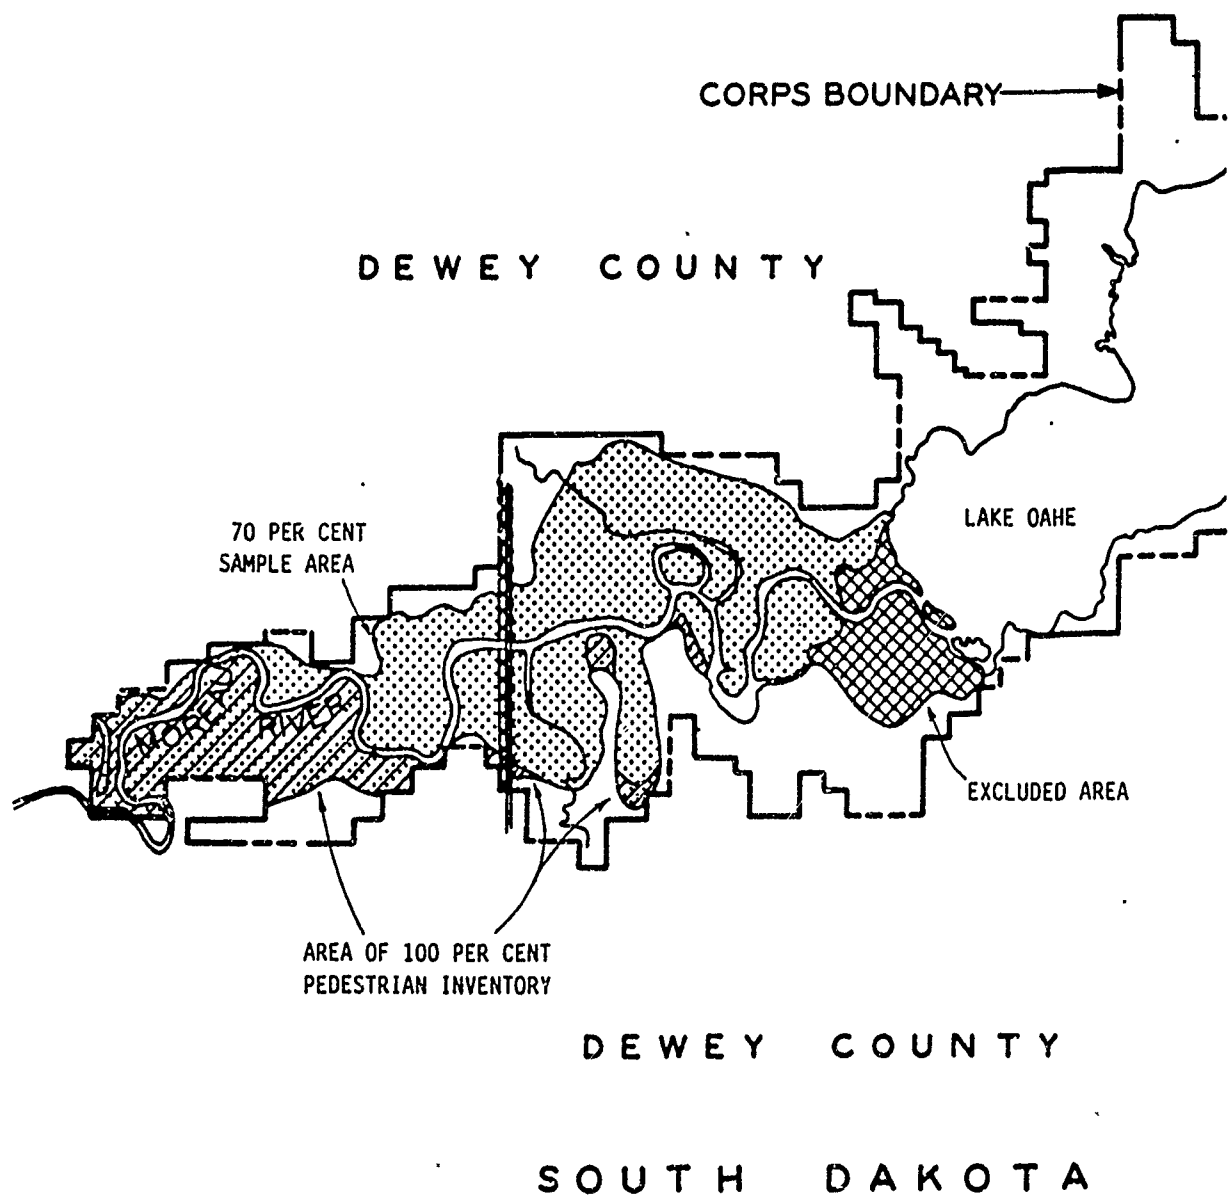 CORPS BOUNDARY
DEWEY COUNTY
LAKE OAHE
70 PER CENT
SAMPLE AREA
MOREAU
RIVER
EXCLUDED AREA
AREA OF 100 PER CENT
PEDESTRIAN INVENTORY
DEWEY COUNTY
SOUTH DAKOTA